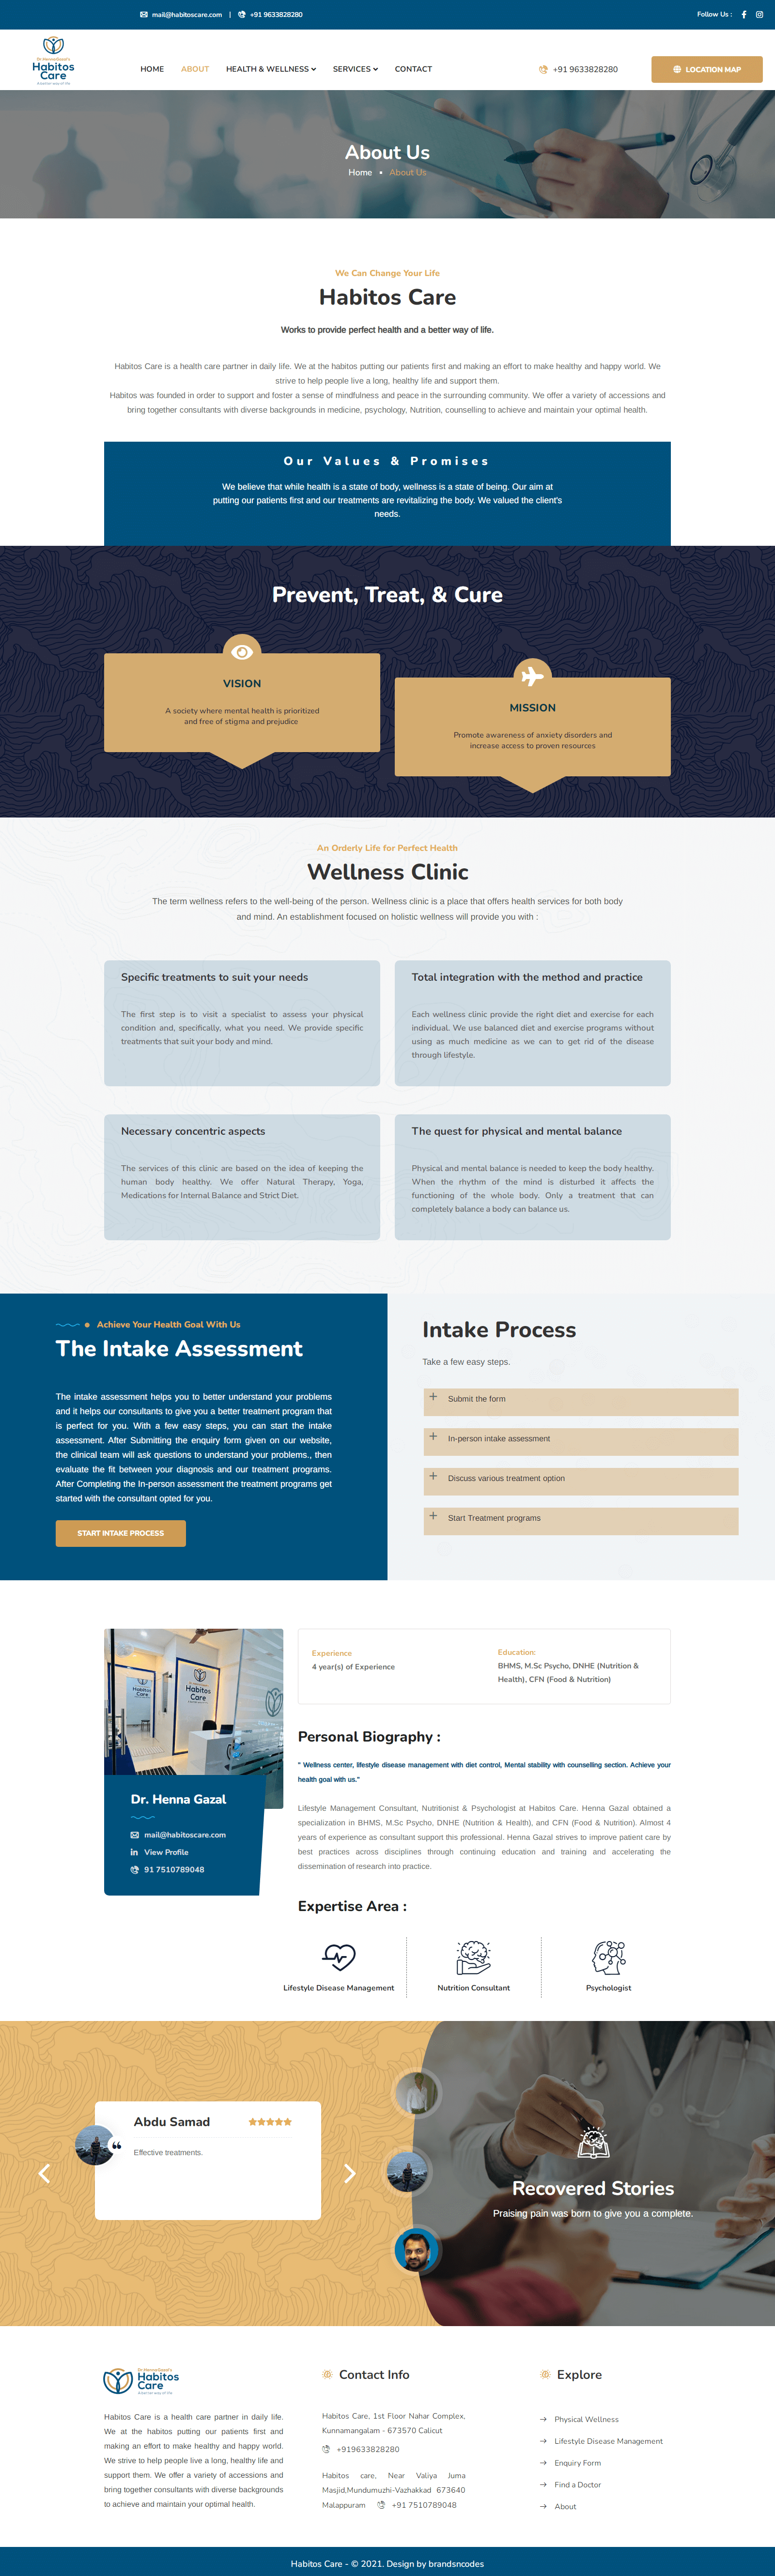 mail@habitoscare.com | +91 9633828280
Follow Us :
Dr Henna Gazal's
Habitos
Care
A better way of life
HOME ABOUT HEALTH & WELLNESS SERVICES CONTACT
+91 9633828280
LOCATION MAP
About Us
Home • About Us
We Can Change Your Life
Habitos Care
Works to provide perfect health and a better way of life.
Habitos Care is a health care partner in daily life. We at the habitos putting our patients first and making an effort to make healthy and happy world. We
strive to help people live a long, healthy life and support them.
Habitos was founded in order to support and foster a sense of mindfulness and peace in the surrounding community. We offer a variety of accessions and
bring together consultants with diverse backgrounds in medicine, psychology, Nutrition, counselling to achieve and maintain your optimal health.
Our Values & Promises
We believe that while health is a state of body, wellness is a state of being. Our aim at
putting our patients first and our treatments are revitalizing the body. We valued the client's
needs.
Prevent, Treat, & Cure
VISION
A society where mental health is prioritized
and free of stigma and prejudice
MISSION
Promote awareness of anxiety disorders and
increase access to proven resources
An Orderly Life for Perfect Health
Wellness Clinic
The term wellness refers to the well-being of the person. Wellness clinic is a place that offers health services for both body
and mind. An establishment focused on holistic wellness will provide you with :
Specific treatments to suit your needs
The first step is to visit a specialist to assess your physical
condition and, specifically, what you need. We provide specific
treatments that suit your body and mind.
Total integration with the method and practice
Each wellness clinic provide the right diet and exercise for each
individual. We use balanced diet and exercise programs without
using as much medicine as we can to get rid of the disease
through lifestyle.
Necessary concentric aspects
The services of this clinic are based on the idea of keeping the
human body healthy. We offer Natural Therapy, Yoga,
Medications for Internal Balance and Strict Diet.
The quest for physical and mental balance
Physical and mental balance is needed to keep the body healthy.
When the rhythm of the mind is disturbed it affects the
functioning of the whole body. Only a treatment that can
completely balance a body can balance us.
Achieve Your Health Goal With Us
The Intake Assessment
The intake assessment helps you to better understand your problems
and it helps our consultants to give you a better treatment program that
is perfect for you. With a few easy steps, you can start the intake
assessment. After Submitting the enquiry form given on our website,
the clinical team will ask questions to understand your problems., then
evaluate the fit between your diagnosis and our treatment programs.
After Completing the In-person assessment the treatment programs get
started with the consultant opted for you.
START INTAKE PROCESS
Intake Process
Take a few easy steps.
Submit the form
In-person intake assessment
Discuss various treatment option
Start Treatment programs
Habitos
Care
Habitos
Care
Dr. Henna Gazal
mail@habitoscare.com
View Profile
91 7510789048
Experience
4 year(s) of Experience
Education:
BHMS, M.Sc Psycho, DNHE (Nutrition &
Health), CFN (Food & Nutrition)
Personal Biography :
" Wellness center, lifestyle disease management with diet control, Mental stability with counselling section. Achieve your
health goal with us."
Lifestyle Management Consultant, Nutritionist & Psychologist at Habitos Care. Henna Gazal obtained a
specialization in BHMS, M.Sc Psycho, DNHE (Nutrition & Health), and CFN (Food & Nutrition). Almost 4
years of experience as consultant support this professional. Henna Gazal strives to improve patient care by
best practices across disciplines through continuing education and training and accelerating the
dissemination of research into practice.
Expertise Area :
Lifestyle Disease Management
Nutrition Consultant
Psychologist
Abdu Samad
Effective treatments.
Recovered Stories
Praising pain was born to give you a complete.
Dr Henna Gazal's
Habitos
Care
A better way of life
Habitos Care is a health care partner in daily life.
We at the habitos putting our patients first and
making an effort to make healthy and happy world.
We strive to help people live a long, healthy life and
support them. We offer a variety of accessions and
bring together consultants with diverse backgrounds
to achieve and maintain your optimal health.
Contact Info
Habitos Care, 1st Floor Nahar Complex,
Kunnamangalam - 673570 Calicut
+919633828280
Habitos care, Near Valiya Juma
Masjid,Mundumuzhi-Vazhakkad 673640
Malappuram +91 7510789048
Explore
Physical Wellness
Lifestyle Disease Management
Enquiry Form
Find a Doctor
About
Habitos Care - © 2021. Design by brandsncodes